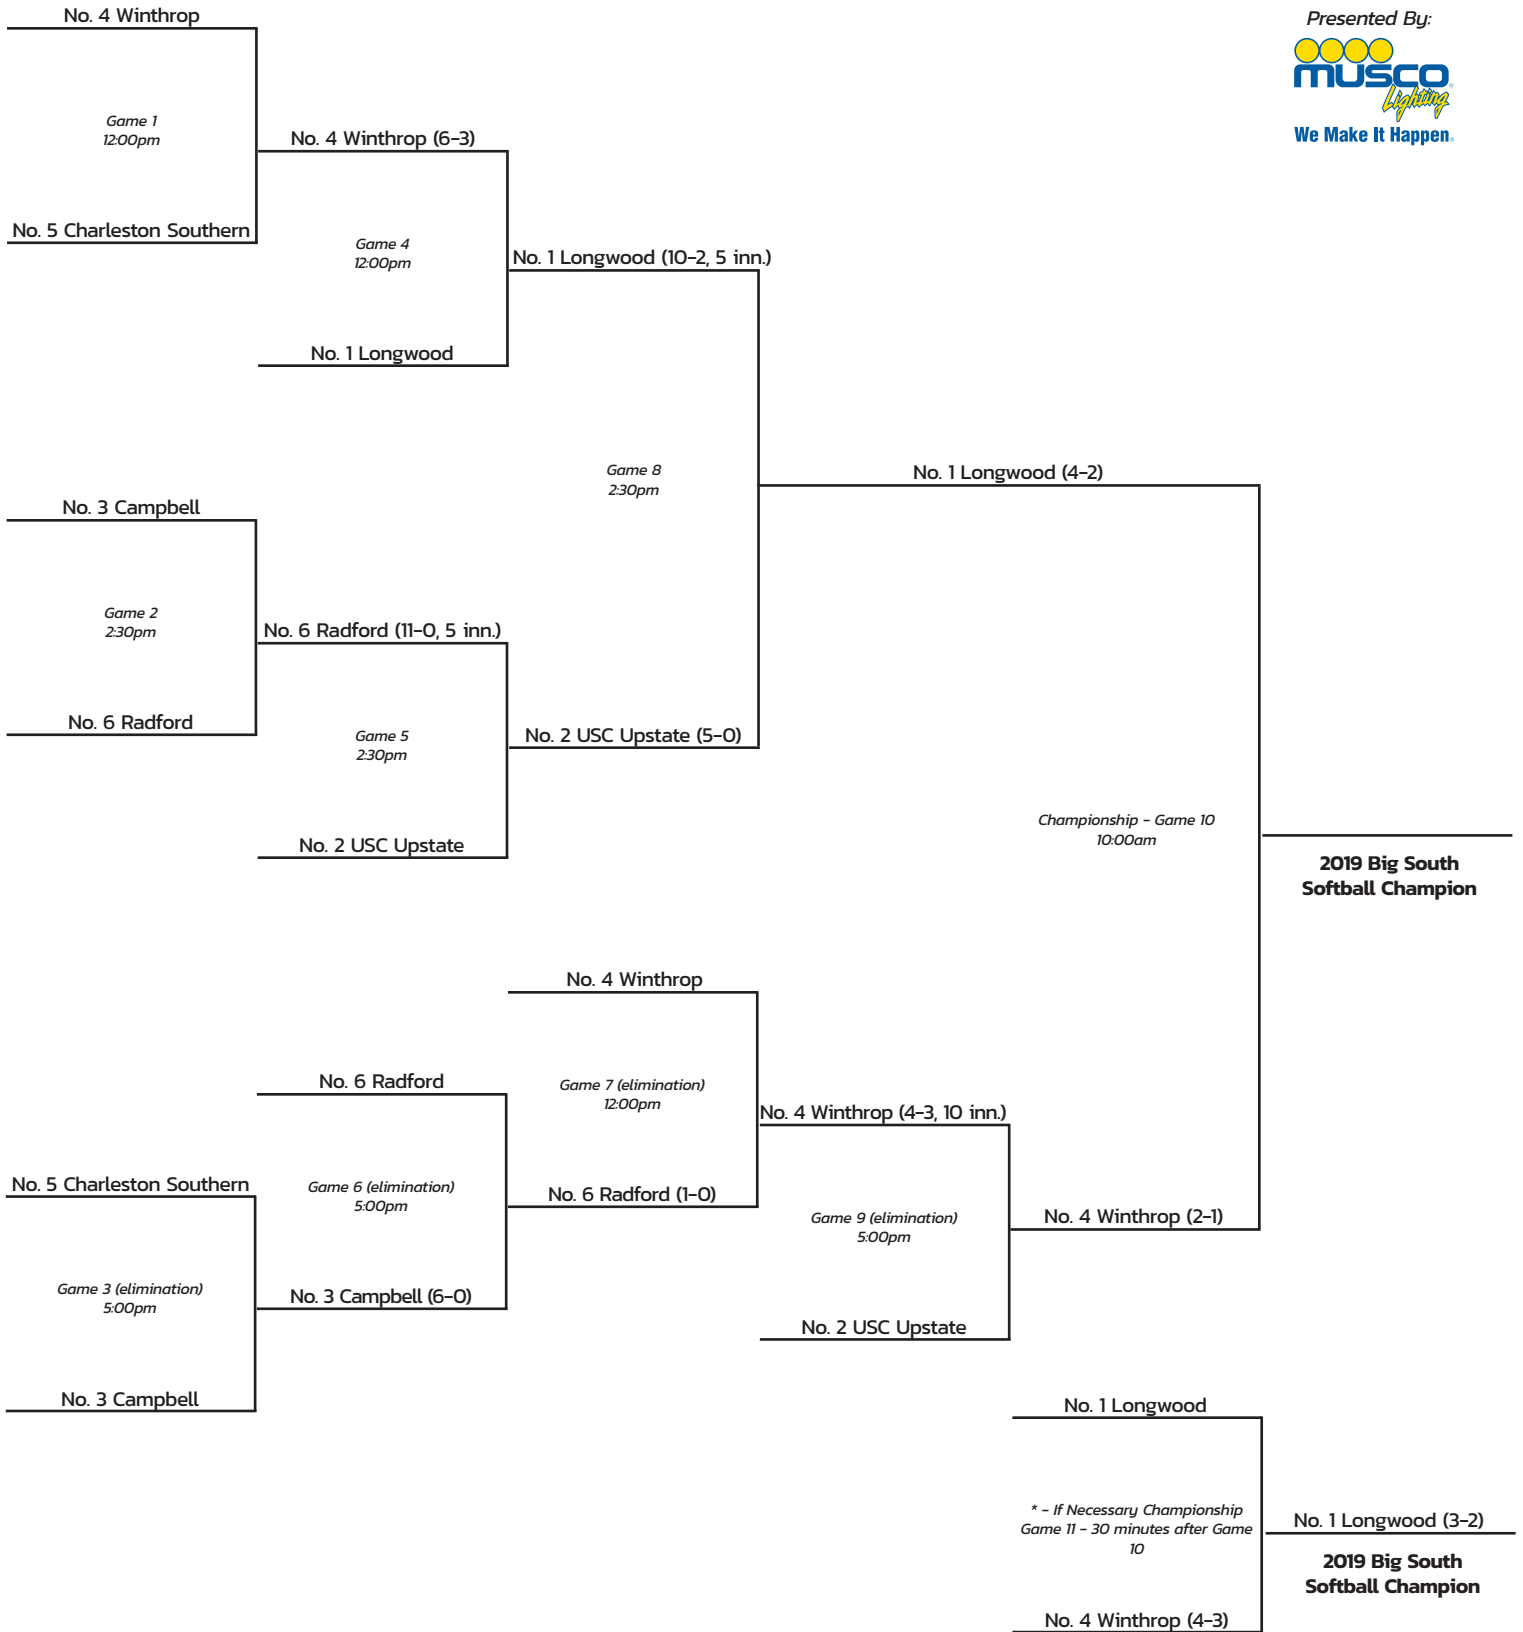 No. 4 Winthrop
Presented By:
musco
Lighting
We Make It Happen.
Game 1
12:00pm
No. 4 Winthrop (6-3)
No. 5 Charleston Southern
Game 4
12:00pm
No. 1 Longwood (10-2, 5 inn.)
No. 1 Longwood
Game 8
2:30pm
No. 1 Longwood (4-2)
No. 3 Campbell
Game 2
2:30pm
No. 6 Radford (11-0, 5 inn.)
No. 6 Radford
Game 5
2:30pm
No. 2 USC Upstate (5-0)
No. 2 USC Upstate
Championship - Game 10
10:00am
2019 Big South
Softball Champion
No. 4 Winthrop
No. 6 Radford
Game 7 (elimination)
12:00pm
No. 4 Winthrop (4-3, 10 inn.)
No. 5 Charleston Southern
Game 6 (elimination)
5:00pm
No. 6 Radford (1-0)
Game 9 (elimination)
5:00pm
No. 4 Winthrop (2-1)
Game 3 (elimination)
5:00pm
No. 3 Campbell (6-0)
No. 2 USC Upstate
No. 3 Campbell
No. 1 Longwood
* - If Necessary Championship
Game 11 - 30 minutes after Game
10
No. 1 Longwood (3-2)
2019 Big South
Softball Champion
No. 4 Winthrop (4-3)